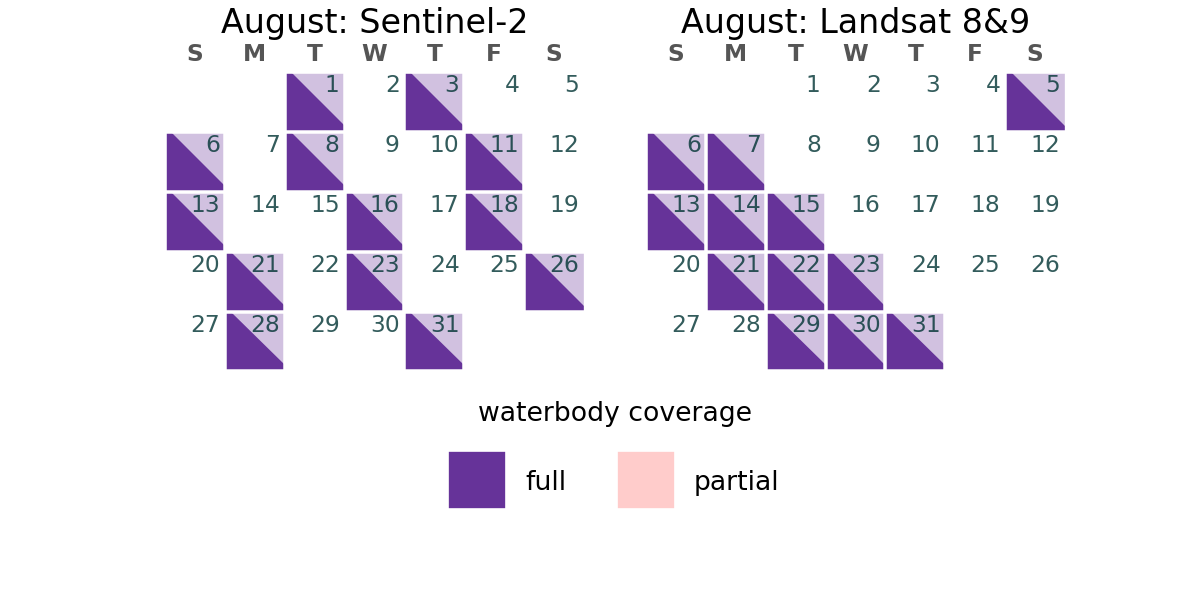 August: Sentinel-2
S M T W T F S
1 2 3 4 5
6 7 8 9 10 11 12
13 14 15 16 17 18 19
20 21 22 23 24 25 26
27 28 29 30 31
August: Landsat 8&9
S M T W T F S
1 2 3 4 5
6 7 8 9 10 11 12
13 14 15 16 17 18 19
20 21 22 23 24 25 26
27 28 29 30 31
waterbody coverage
full partial